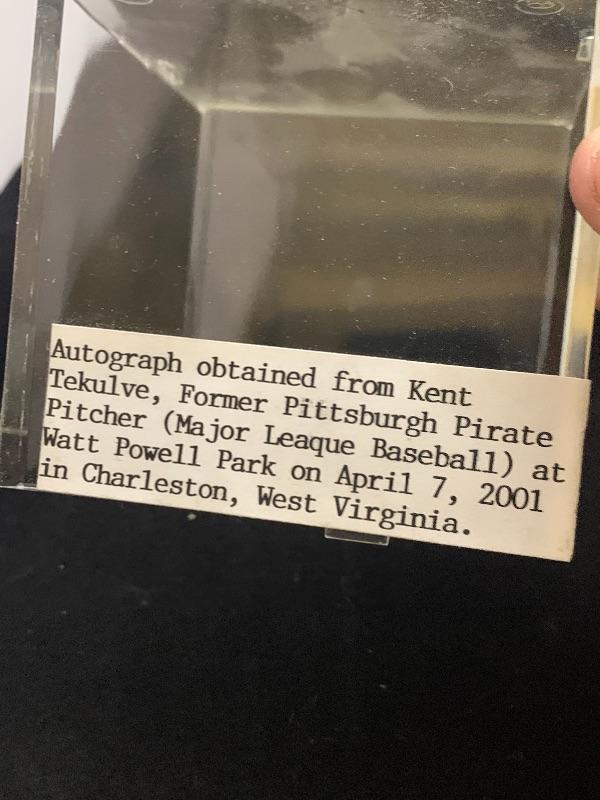 Autograph obtained from Kent
Tekulve, Former Pittsburgh Pirate
Pitcher (Major Leaque Baseball) at
Watt Powell Park on April 7, 2001
in Charleston, West Virginia.